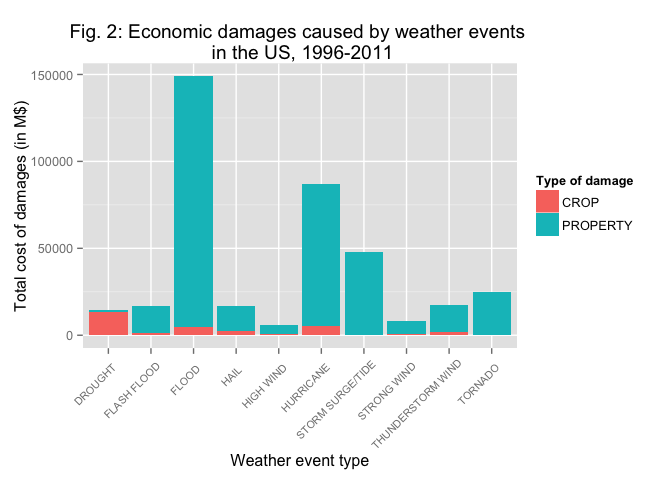 Fig. 2: Economic damages caused by weather events
in the US, 1996-2011
Total cost of damages (in M$)
150000
100000
50000
0
DROUGHT
FLASH FLOOD
FLOOD
HAIL
HIGH WIND
HURRICANE
STORM SURGE/TIDE
STRONG WIND
THUNDERSTORM WIND
TORNADO
Weather event type
Type of damage
CROP
PROPERTY